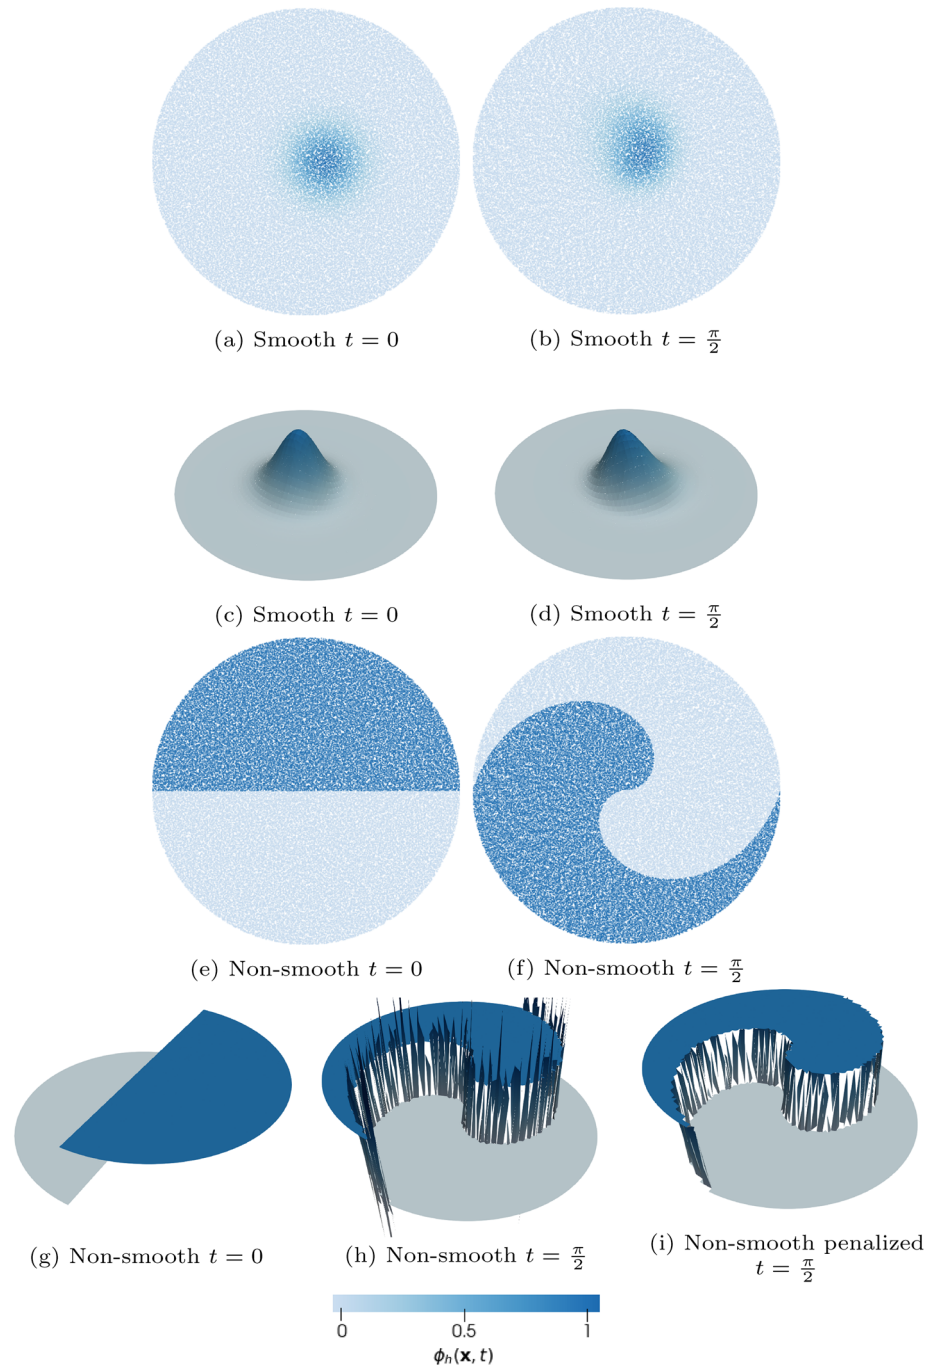 (a) Smooth t = 0
(b) Smooth t = π/2
(c) Smooth t = 0
(d) Smooth t = π/2
(e) Non-smooth t = 0
(f) Non-smooth t = π/2
(g) Non-smooth t = 0
(h) Non-smooth t = π/2
(i) Non-smooth penalized
t = π/2
0 0.5 1
ϕₕ(𝐱, t)